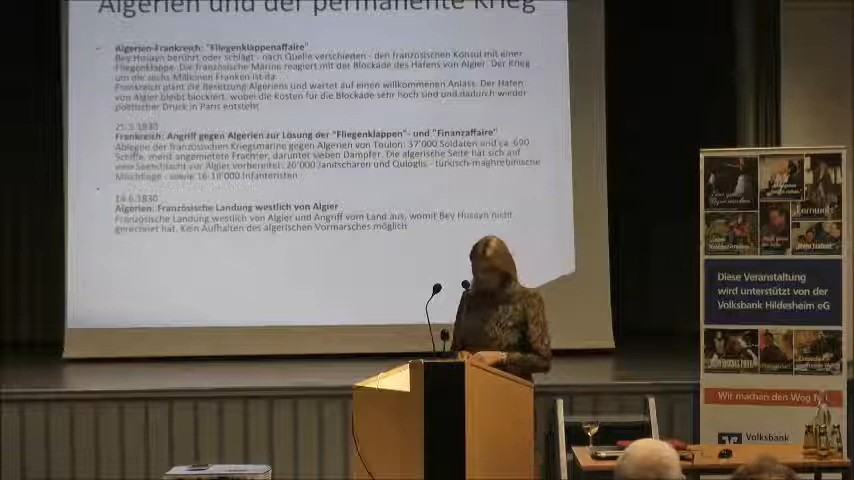 Algerien und der permanente Krieg
Algerien-Frankreich: "Fliegenklappenaffaire"
Bey Husayn berührt oder schlägt - nach Quelle verschieden - den französischen Konsul mit einer
Fliegenklappe. Die französische Marine reagiert mit der Blockade des Hafens von Algier. Der Krieg
um die sechs Millionen Franken ist da.
Frankreich plant die Besetzung Algeriens und wartet auf einen willkommenen Anlass. Der Hafen
von Algier bleibt blockiert, wobei die Kosten für die Blockade sehr hoch sind und dadurch wieder
politischer Druck in Paris entsteht
25.5.1830
Frankreich: Angriff gegen Algerien zur Lösung der "Fliegenklappen"- und "Finanzaffaire"
Ablegen der französischen Kriegsmarine gegen Algerien von Toulon: 37'000 Soldaten und ca. 600
Schiffe, meist angemietete Frachter, darunter sieben Dampfer. Die algerische Seite hat sich auf
eine Seeschlacht vor Algier vorbereitet: 20'000 Janitscharen und Quloglis - türkisch-maghrebinische
Mischlinge - sowie 16-18'000 Infanteristen
14.6.1830
Algerien: Französische Landung westlich von Algier
Französische Landung westlich von Algier und Angriff vom Land aus, womit Bey Husayn nicht
gerechnet hat. Kein Aufhalten des algerischen Vormarsches möglich
Diese Veranstaltung
wird unterstützt von der
Volksbank Hildesheim eG
Wir machen den Weg
Volksbank